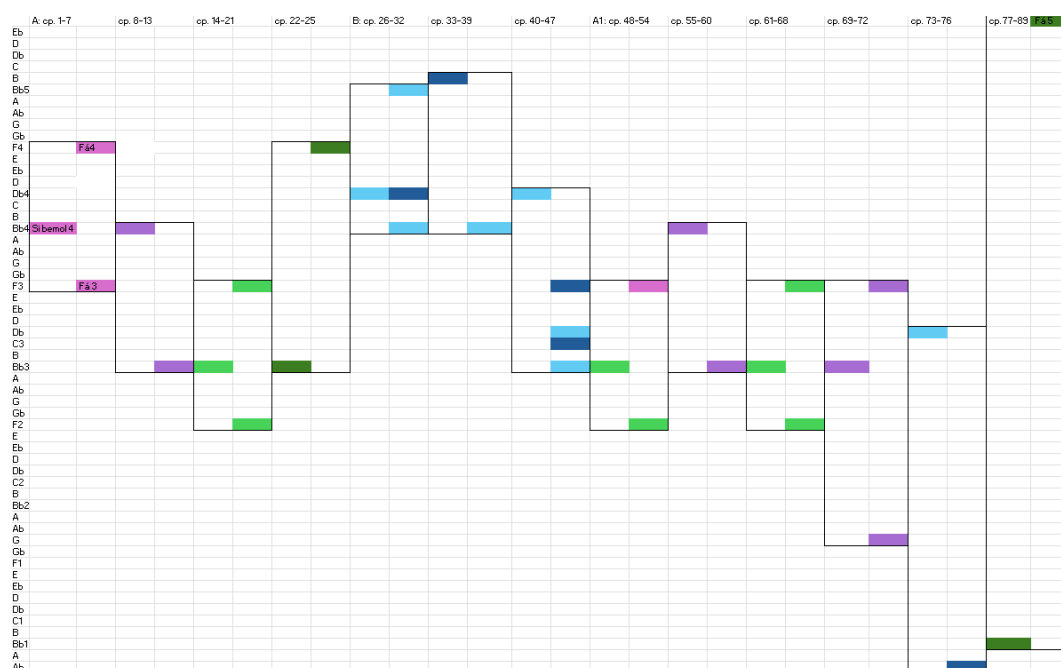 A: cp. 1-7 cp. 8-13 cp. 14-21 cp. 22-25 B: cp. 26-32 cp. 33-39 cp. 40-47 A1: cp. 48-54 cp. 55-60 cp. 61-68 cp. 69-72 cp. 73-76 cp.77-89 Fá 5
Eb
D
Db
C
B
Bb5
A
Ab
G
Gb
F4 Fá4
E
Eb
D
Db4
C
B
Bb4 Si bemol 4
A
Ab
G
Gb
F3 Fá 3
E
Eb
D
Db
C3
B
Bb3
A
Ab
G
Gb
F2
E
Eb
D
Db
C2
B
Bb2
A
Ab
G
Gb
F1
E
Eb
D
Db
C1
B
Bb1
A
Ab